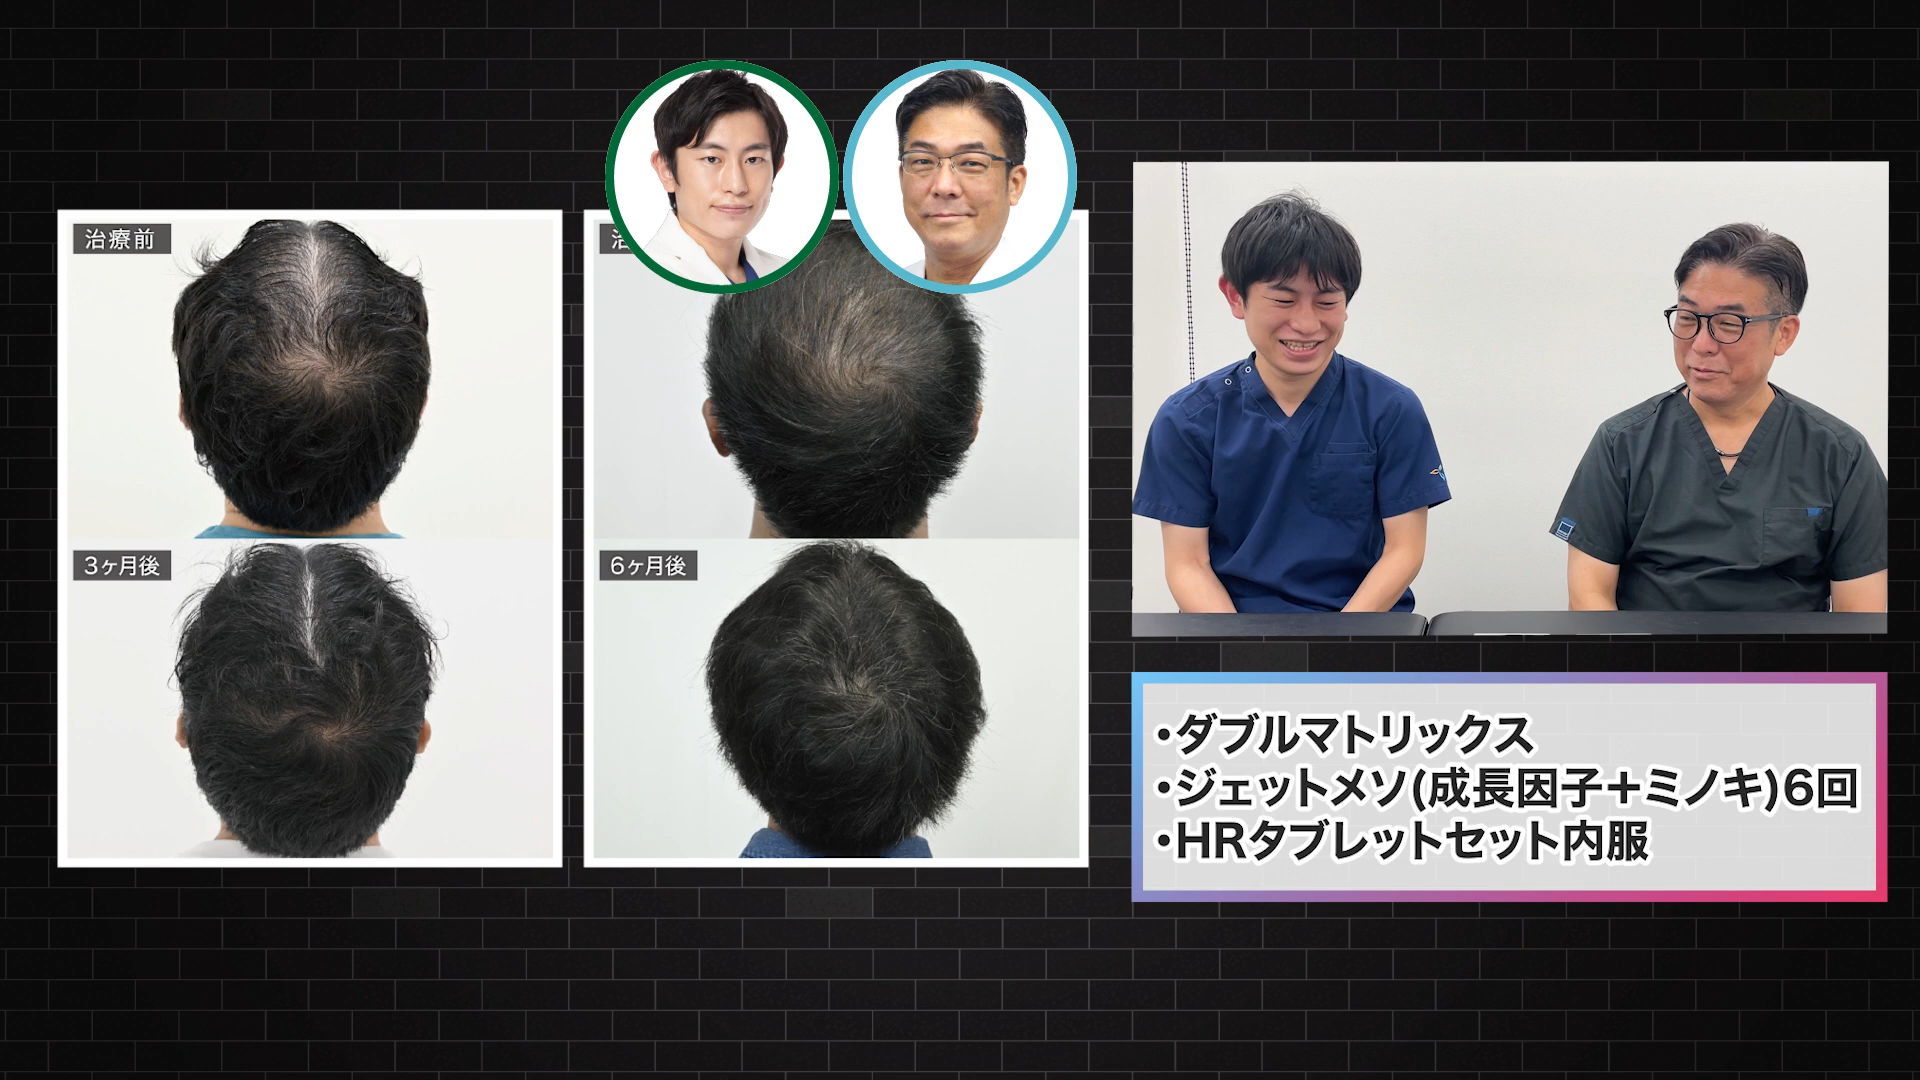 治療前
3ヶ月後
6ヶ月後
・ダブルマトリックス
・ジェットメソ(成長因子＋ミノキ)6回
・HRタブレットセット内服